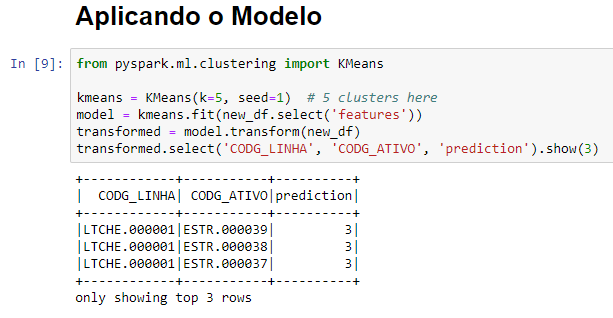 Aplicando o Modelo
In [9]: from pyspark.ml.clustering import KMeans
kmeans = KMeans(k=5, seed=1)  # 5 clusters here
model = kmeans.fit(new_df.select('features'))
transformed = model.transform(new_df)
transformed.select('CODG_LINHA', 'CODG_ATIVO', 'prediction').show(3)
+------------+-----------+----------+
|  CODG_LINHA| CODG_ATIVO|prediction|
+------------+-----------+----------+
|LTCHE.000001|ESTR.000039|         3|
|LTCHE.000001|ESTR.000038|         3|
|LTCHE.000001|ESTR.000037|         3|
+------------+-----------+----------+
only showing top 3 rows